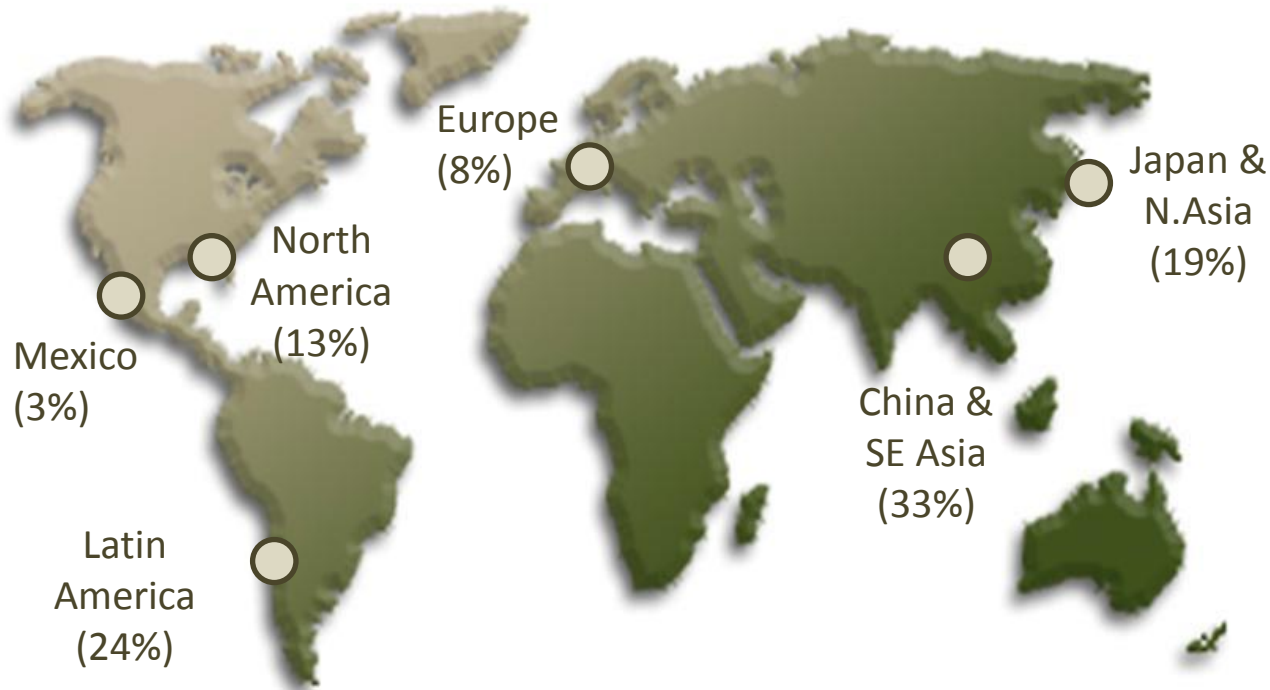 Europe
(8%)
Japan &
N.Asia
(19%)
North
America
(13%)
Mexico
(3%)
China &
SE Asia
(33%)
Latin
America
(24%)